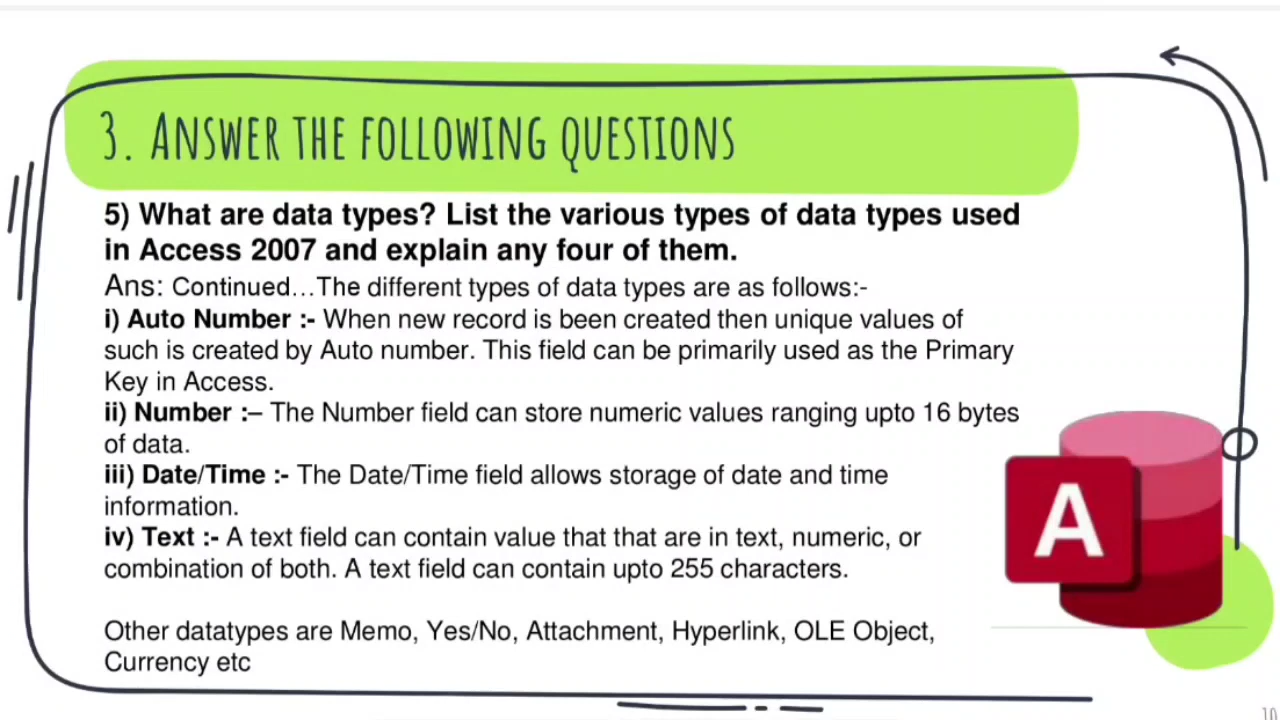 3. ANSWER THE FOLLOWING QUESTIONS
5) What are data types? List the various types of data types used
in Access 2007 and explain any four of them.
Ans: Continued...The different types of data types are as follows:-
i) Auto Number :- When new record is been created then unique values of
such is created by Auto number. This field can be primarily used as the Primary
Key in Access.
ii) Number :– The Number field can store numeric values ranging upto 16 bytes
of data.
iii) Date/Time :- The Date/Time field allows storage of date and time
information.
iv) Text :- A text field can contain value that that are in text, numeric, or
combination of both. A text field can contain upto 255 characters.
Other datatypes are Memo, Yes/No, Attachment, Hyperlink, OLE Object,
Currency etc
A